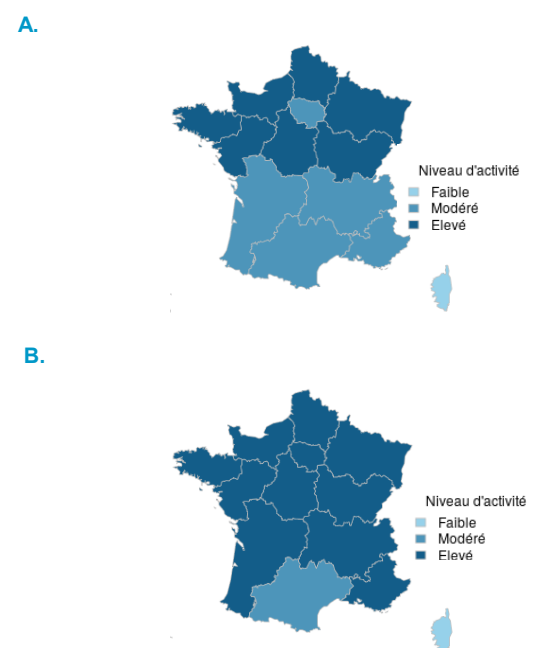 A.
Niveau d'activité
Faible
Modéré
Elevé
B.
Niveau d'activité
Faible
Modéré
Elevé